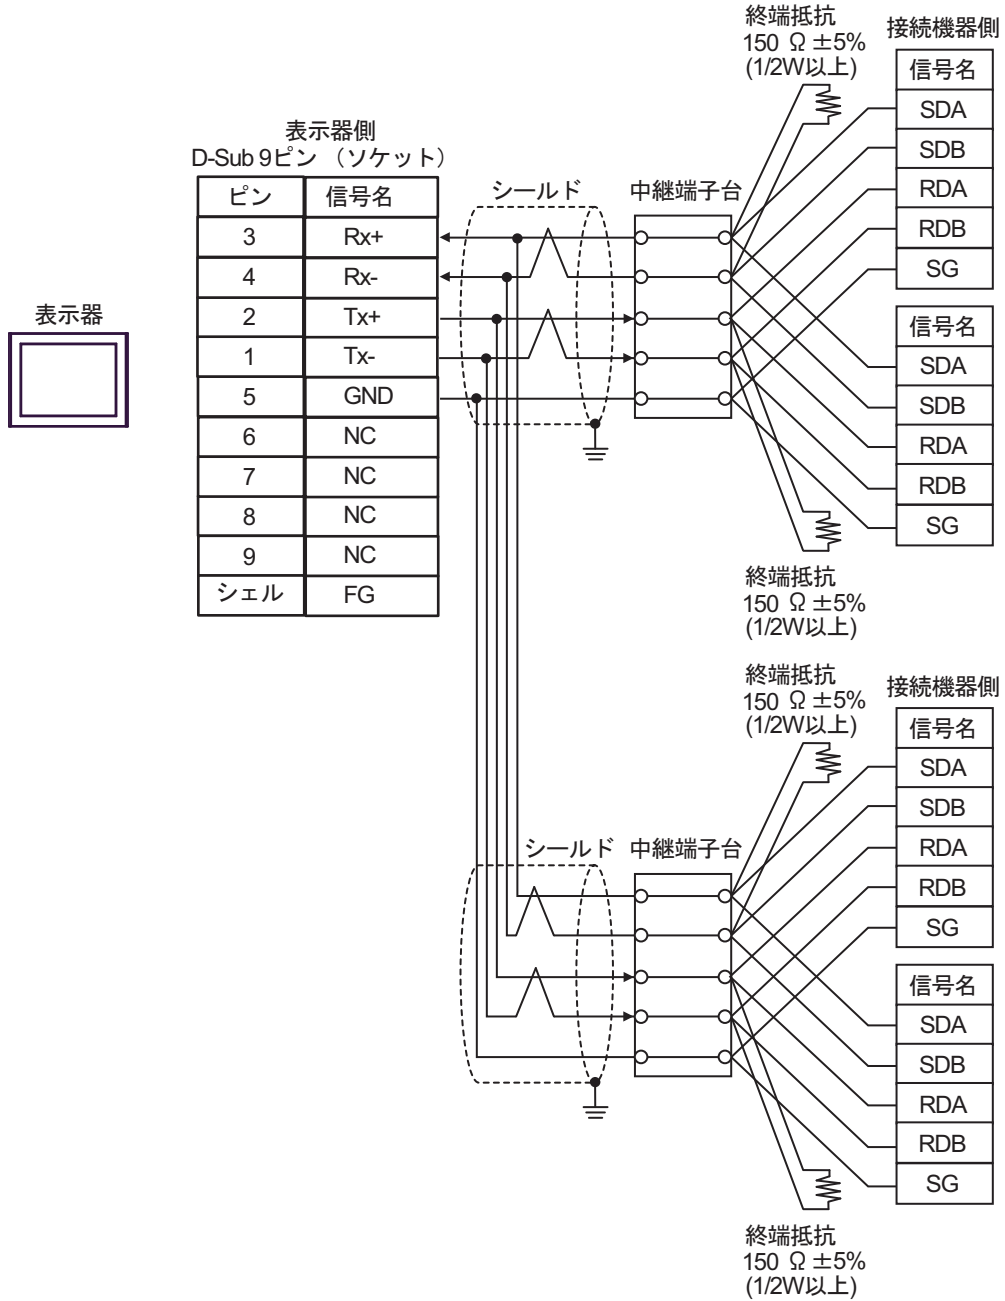 終端抵抗
150 Ω ±5%
(1/2W以上)
接続機器側
信号名
SDA
SDB
RDA
RDB
SG
表示器側
D-Sub 9ピン （ソケット）
ピン 信号名
3 Rx+
4 Rx-
2 Tx+
1 Tx-
5 GND
6 NC
7 NC
8 NC
9 NC
シェル FG
シールド
中継端子台
表示器
信号名
SDA
SDB
RDA
RDB
SG
終端抵抗
150 Ω ±5%
(1/2W以上)
終端抵抗
150 Ω ±5%
(1/2W以上)
接続機器側
信号名
SDA
SDB
RDA
RDB
SG
シールド
中継端子台
信号名
SDA
SDB
RDA
RDB
SG
終端抵抗
150 Ω ±5%
(1/2W以上)